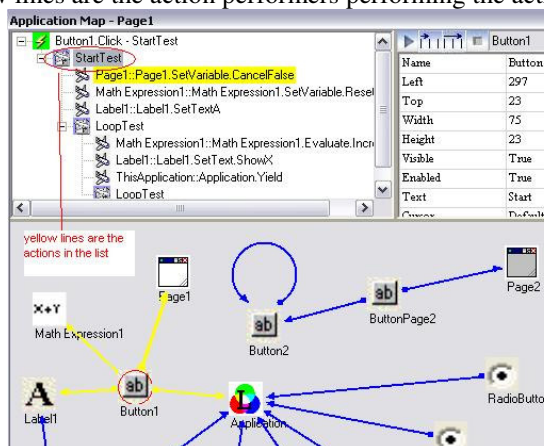 lines are the action performers performing the
Application Map - Page1
Button1.Click - StartTest
StartTest
Page1::Page1.SetVariable.CancelFalse
Math Expression1::Math Expression1.SetVariable.Reset
Label1::Label1.SetTextA
LoopTest
Math Expression1::Math Expression1.Evaluate.Incr
Label1::Label1.SetText.ShowX
ThisApplication::Application.Yield
LoopTest
Button1
Name Button
Left 297
Top 23
Width 75
Height 23
Visible True
Enabled True
Text Start
Cursor Default
yellow lines are the
actions in the list
Page1
X+Y
Math Expression1
ab
Button2
ab
ButtonPage2
Page2
A
Label1
ab
Button1
L
Application
RadioButto